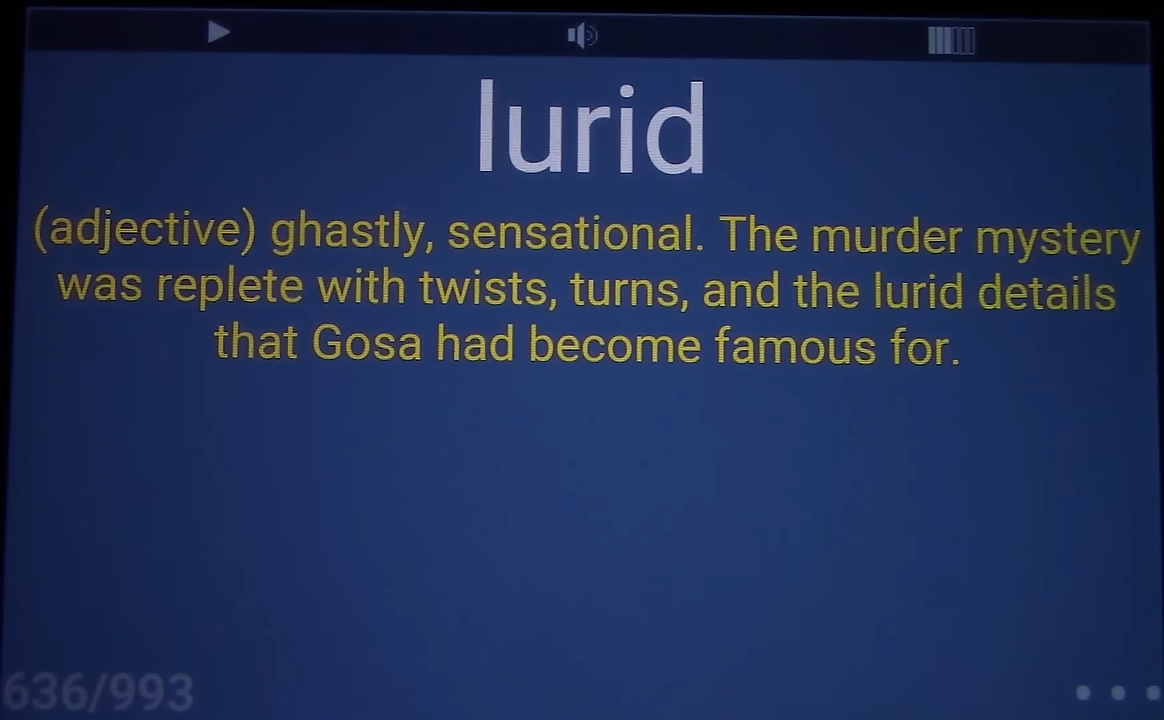 lurid
(adjective) ghastly, sensational. The murder mystery
was replete with twists, turns, and the lurid details
that Gosa had become famous for.
636/993